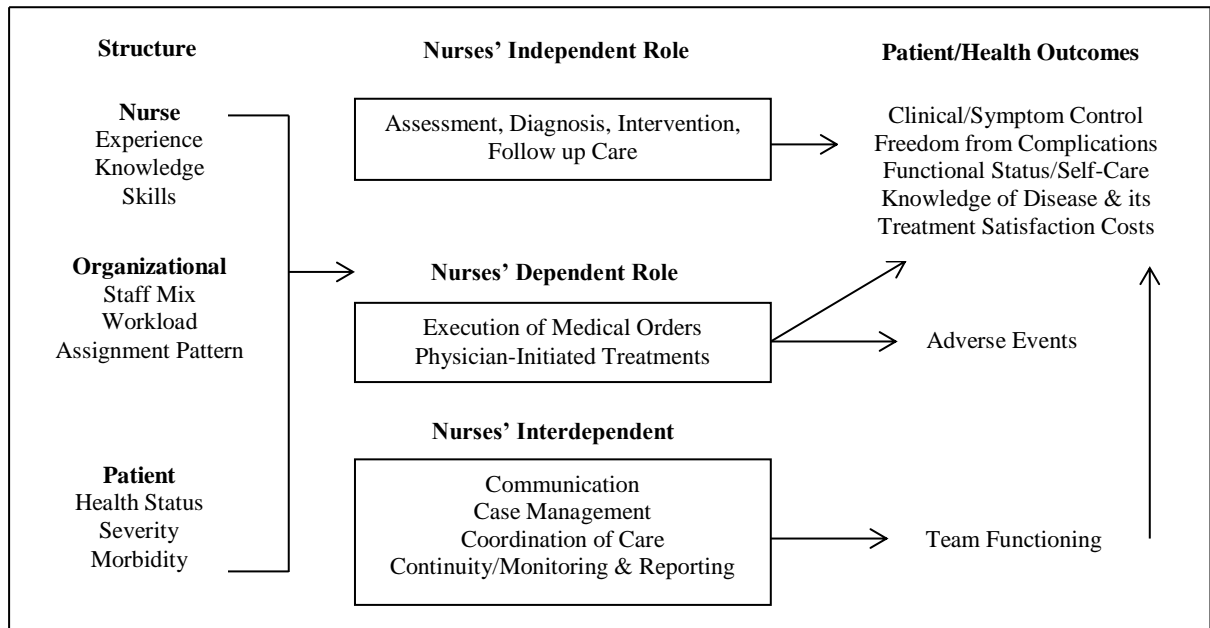 Structure
Nurse
Experience
Knowledge
Skills
Organizational
Staff Mix
Workload
Assignment Pattern
Patient
Health Status
Severity
Morbidity
Nurses’ Independent Role
Assessment, Diagnosis, Intervention,
Follow up Care
Nurses’ Dependent Role
Execution of Medical Orders
Physician-Initiated Treatments
Nurses’ Interdependent
Communication
Case Management
Coordination of Care
Continuity/Monitoring & Reporting
Patient/Health Outcomes
Clinical/Symptom Control
Freedom from Complications
Functional Status/Self-Care
Knowledge of Disease & its
Treatment Satisfaction Costs
Adverse Events
Team Functioning